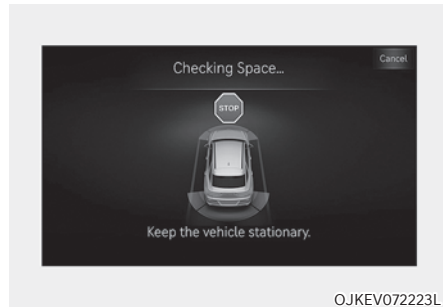 Checking Space...
Cancel
STOP
Keep the vehicle stationary.
OJKEV072223L